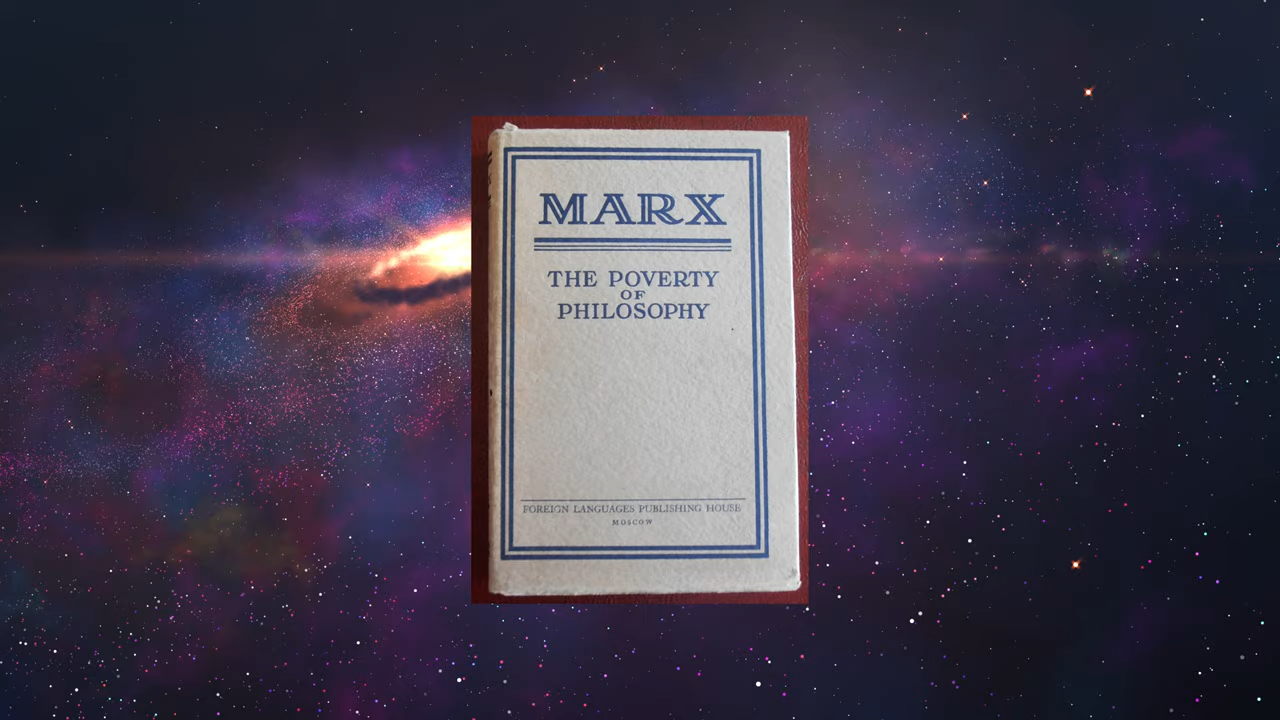 MARX
THE POVERTY
OF
PHILOSOPHY
FOREIGN LANGUAGES PUBLISHING HOUSE
MOSCOW